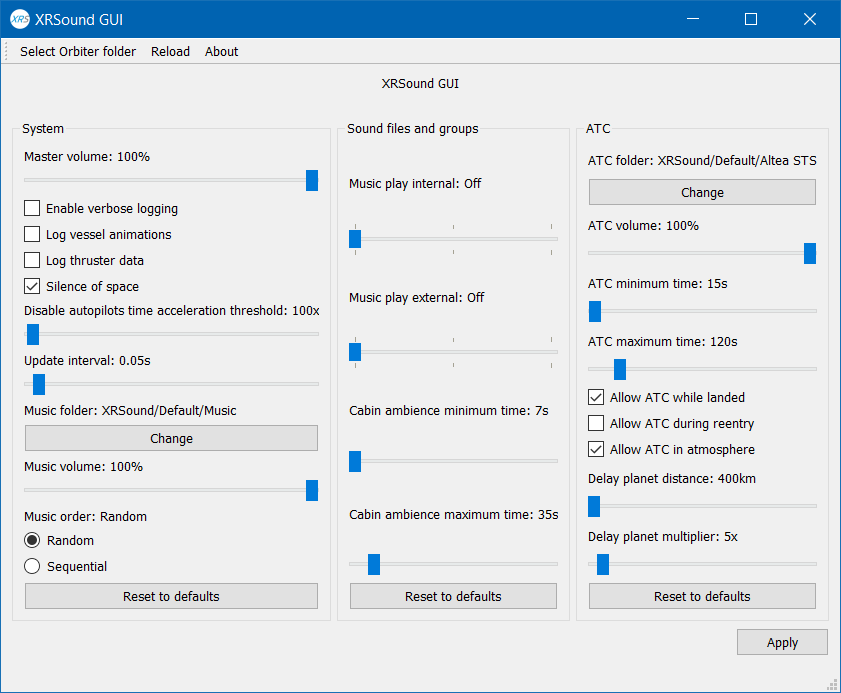 XRS XRSound GUI
Select Orbiter folder Reload About
XRSound GUI
System
Master volume: 100%
Enable verbose logging
Log vessel animations
Log thruster data
Silence of space
Disable autopilots time acceleration threshold: 100x
Update interval: 0.05s
Music folder: XRSound/Default/Music
Change
Music volume: 100%
Music order: Random
Random
Sequential
Reset to defaults
Sound files and groups
Music play internal: Off
Music play external: Off
Cabin ambience minimum time: 7s
Cabin ambience maximum time: 35s
Reset to defaults
ATC
ATC folder: XRSound/Default/Altea STS
Change
ATC volume: 100%
ATC minimum time: 15s
ATC maximum time: 120s
Allow ATC while landed
Allow ATC during reentry
Allow ATC in atmosphere
Delay planet distance: 400km
Delay planet multiplier: 5x
Reset to defaults
Apply